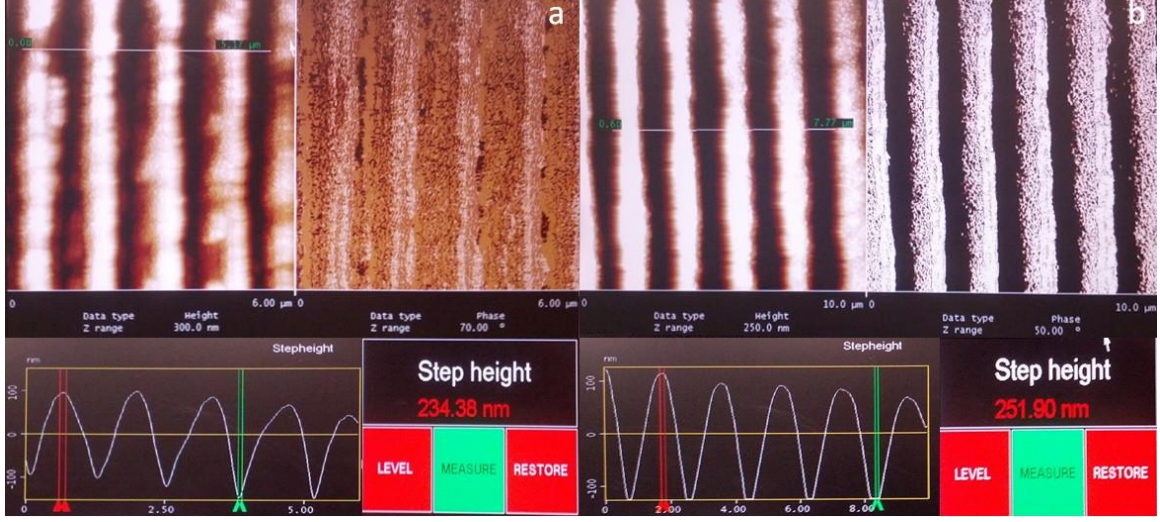 a
0.00
5.17 μm
0
6.00 μm
0
6.00 μm
Data type Height
Z range 300.0 nm
Data type Phase
Z range 70.00 °
Stepheight
nm
100
0
-100
0
2.50
5.00
Step height
234.38 nm
LEVEL
MEASURE
RESTORE
b
0.60
7.77 μm
0
10.0 μm
0
10.0 μm
Data type Height
Z range 250.0 nm
Data type Phase
Z range 50.00 °
Stepheight
nm
100
0
-100
0
2.00
4.00
6.00
8.00
Step height
251.90 nm
LEVEL
MEASURE
RESTORE